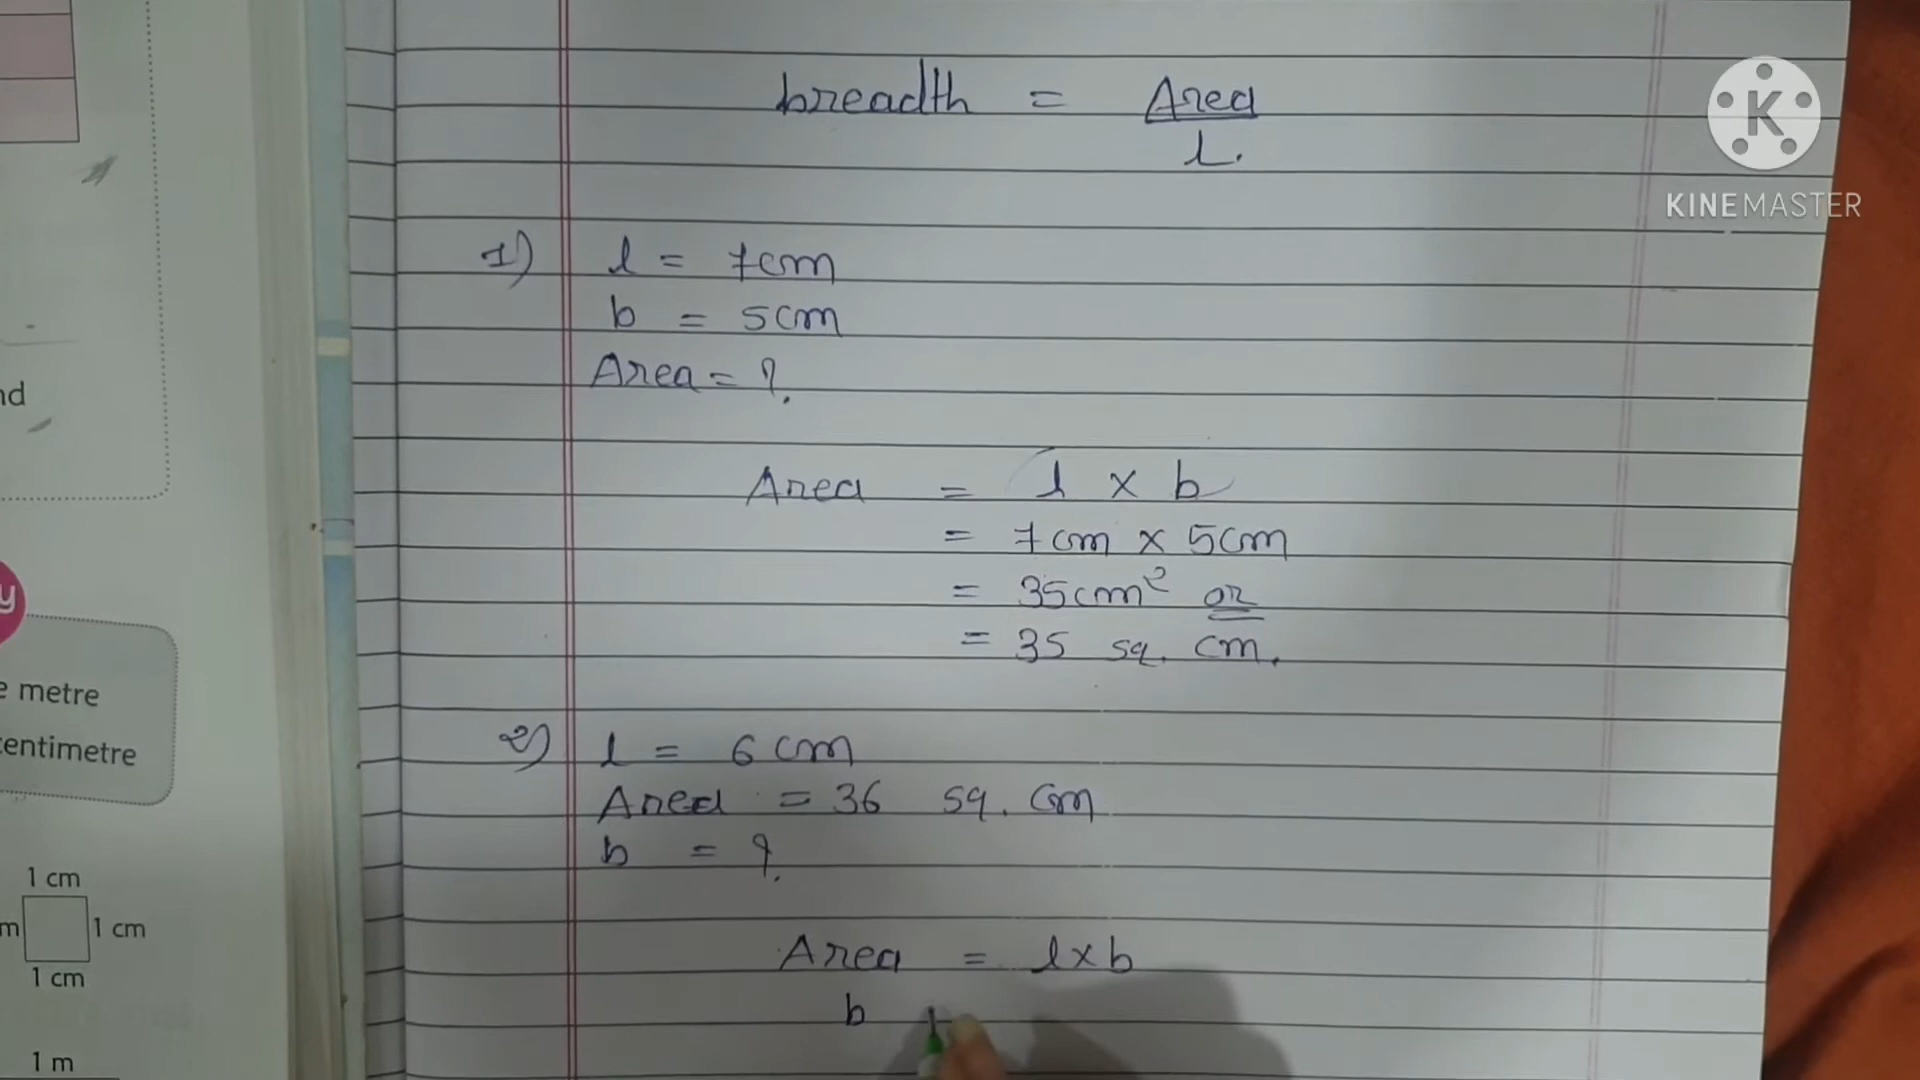 breadth = Area
l.
KINEMASTER
1) l = 7cm
b = 5cm
Area = ?
Area = l x b
= 7cm x 5cm
= 35cm² or
= 35 sq. cm.
2) l = 6 cm
Area = 36 sq. cm
b = ?
Area = l x b
b
nd
y
metre
centimetre
1 cm
m 1 cm
1 cm
1 m